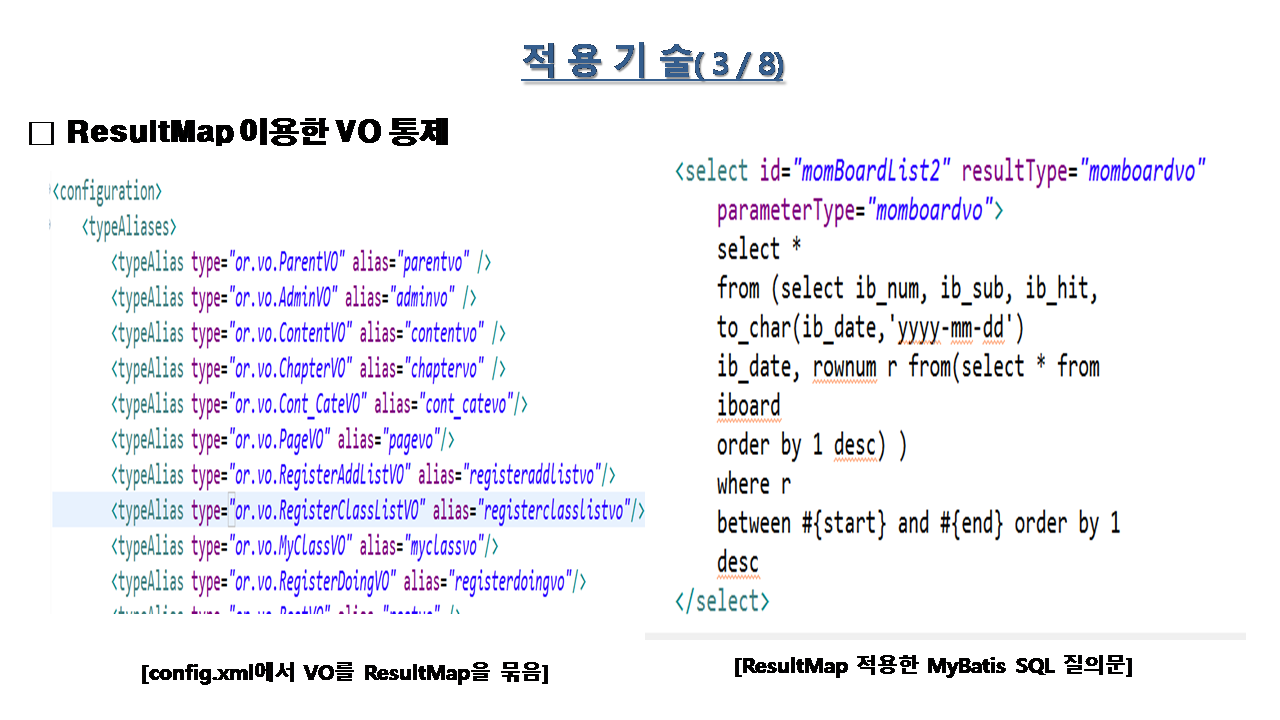 적 용 기 술( 3 / 8)
□ ResultMap 이용한 VO 통제
<configuration>
<typeAliases>
<typeAlias type="or.vo.ParentVO" alias="parentvo" />
<typeAlias type="or.vo.AdminVO" alias="adminvo" />
<typeAlias type="or.vo.ContentVO" alias="contentvo" />
<typeAlias type="or.vo.ChapterVO" alias="chaptervo" />
<typeAlias type="or.vo.Cont_CateVO" alias="cont_catevo"/>
<typeAlias type="or.vo.PageVO" alias="pagevo"/>
<typeAlias type="or.vo.RegisterAddListVO" alias="registeraddlistvo"/>
<typeAlias type="or.vo.RegisterClassListVO" alias="registerclasslistvo"/>
<typeAlias type="or.vo.MyClassVO" alias="myclassvo"/>
<typeAlias type="or.vo.RegisterDoingVO" alias="registerdoingvo"/>
[config.xml에서 VO를 ResultMap을 묶음]
<select id="momBoardList2" resultType="momboardvo"
parameterType="momboardvo">
select *
from (select ib_num, ib_sub, ib_hit,
to_char(ib_date,'yyyy-mm-dd')
ib_date, rownum r from(select * from
iboard
order by 1 desc) )
where r
between #{start} and #{end} order by 1
desc
</select>
[ResultMap 적용한 MyBatis SQL 질의문]